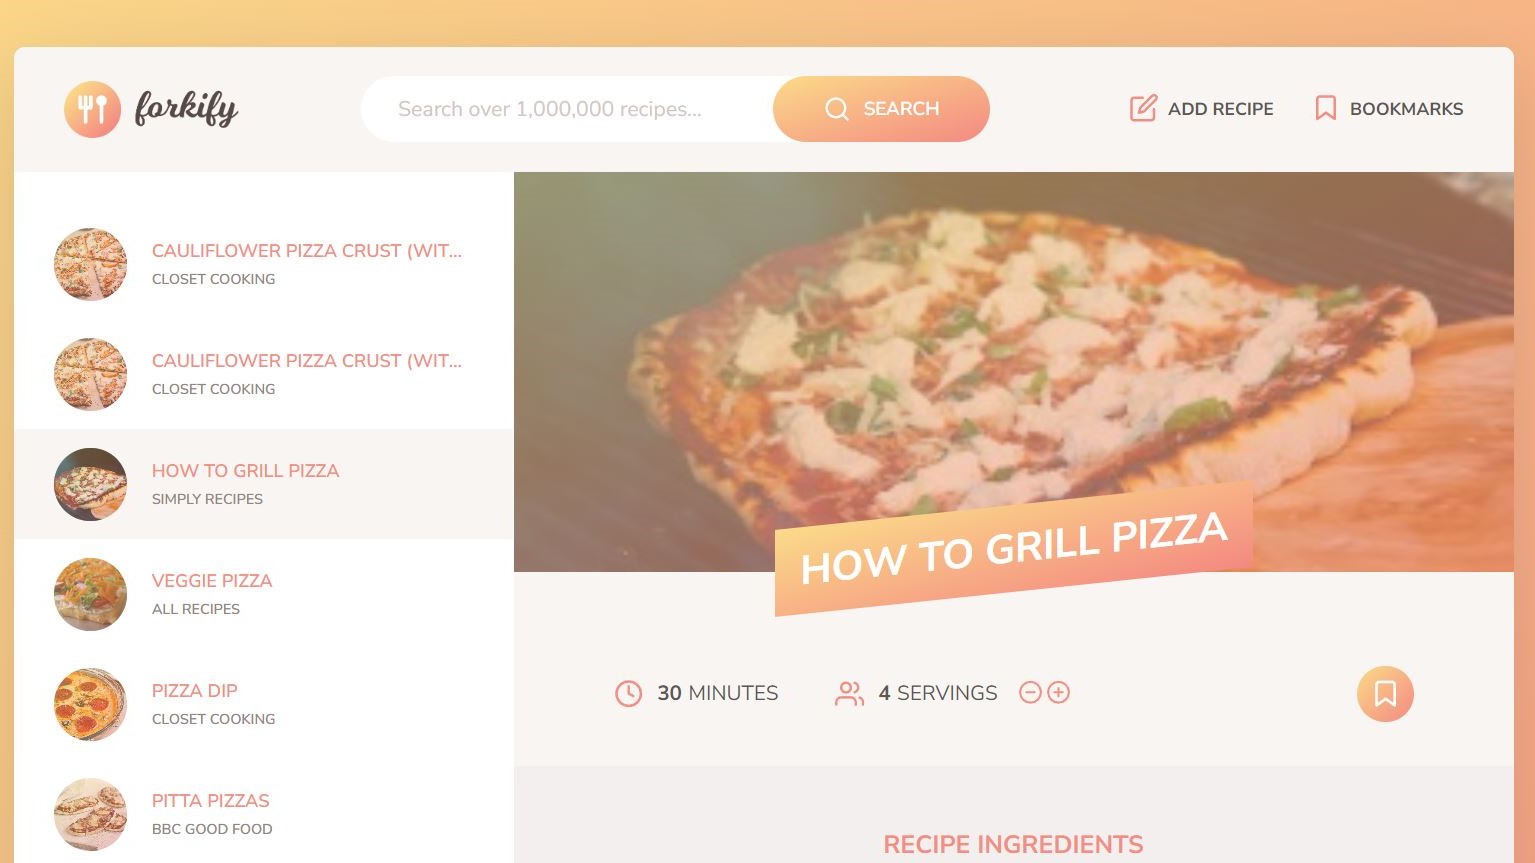 forkify
Search over 1,000,000 recipes...
SEARCH
ADD RECIPE
BOOKMARKS
CAULIFLOWER PIZZA CRUST (WIT...
CLOSET COOKING
CAULIFLOWER PIZZA CRUST (WIT...
CLOSET COOKING
HOW TO GRILL PIZZA
SIMPLY RECIPES
VEGGIE PIZZA
ALL RECIPES
PIZZA DIP
CLOSET COOKING
PITTA PIZZAS
BBC GOOD FOOD
HOW TO GRILL PIZZA
30 MINUTES
4 SERVINGS
RECIPE INGREDIENTS